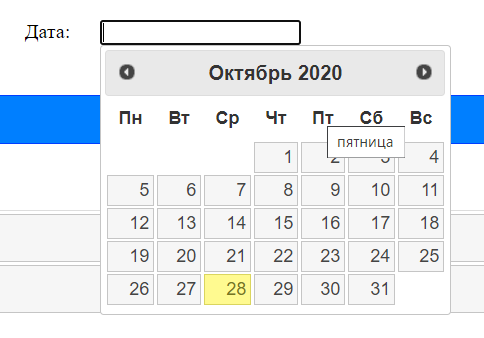 Дата:
Октябрь 2020
Пн Вт Ср Чт Пт Сб Вс
пятница
1 2 3 4
5 6 7 8 9 10 11
12 13 14 15 16 17 18
19 20 21 22 23 24 25
26 27 28 29 30 31